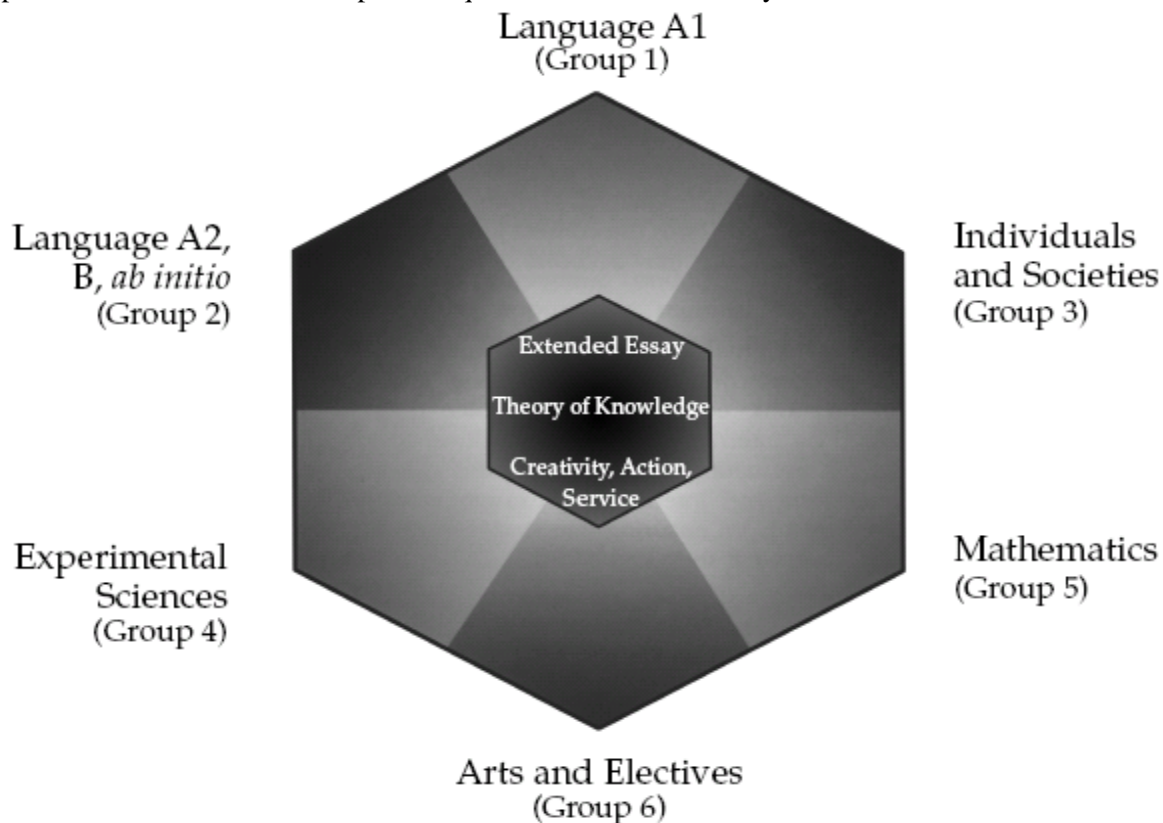 Language A1
(Group 1)
Language A2,
B, ab initio
(Group 2)
Individuals
and Societies
(Group 3)
Extended Essay
Theory of Knowledge
Creativity, Action,
Service
Experimental
Sciences
(Group 4)
Mathematics
(Group 5)
Arts and Electives
(Group 6)